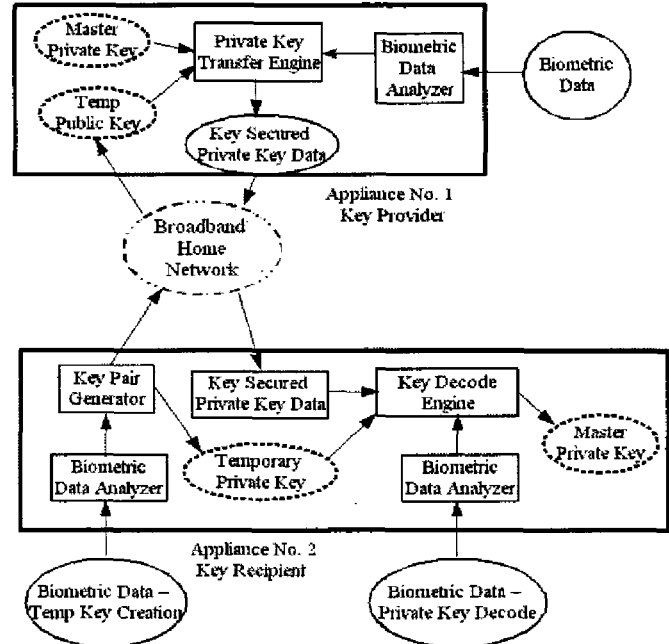 Master
Private Key
Private Key
Transfer Engine
Biometric
Data
Analyzer
Biometric
Data
Temp
Public Key
Key Secured
Private Key Data
Appliance No. 1
Key Provider
Broadband
Home
Network
Key Pair
Generator
Key Secured
Private Key Data
Key Decode
Engine
Master
Private Key
Biometric
Data Analyzer
Temporary
Private Key
Biometric
Data Analyzer
Appliance No. 2
Key Recipient
Biometric Data –
Temp Key Creation
Biometric Data –
Private Key Decode